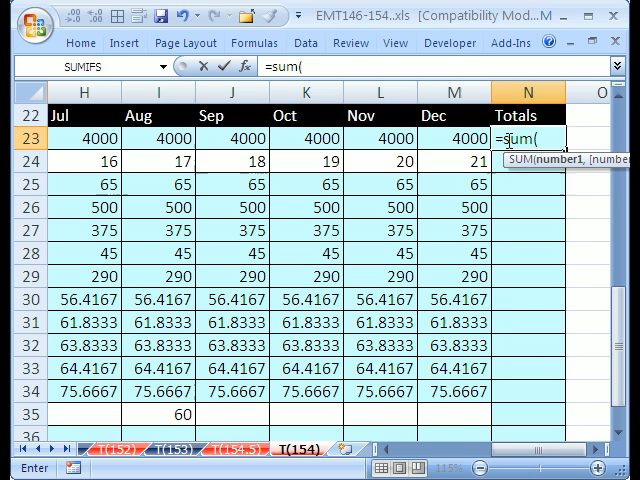 EMT146-154..xls [Compatibility Mod...M
Home Insert Page Layout Formulas Data Review View Developer Add-Ins
SUMIFS =sum(
H I J K L M N O
22 Jul Aug Sep Oct Nov Dec Totals
23 4000 4000 4000 4000 4000 4000 =sum(
24 16 17 18 19 20 21 SUM(number1, [number
25 65 65 65 65 65 65
26 500 500 500 500 500 500
27 375 375 375 375 375 375
28 45 45 45 45 45 45
29 290 290 290 290 290 290
30 56.4167 56.4167 56.4167 56.4167 56.4167 56.4167
31 61.8333 61.8333 61.8333 61.8333 61.8333 61.8333
32 63.8333 63.8333 63.8333 63.8333 63.8333 63.8333
33 64.4167 64.4167 64.4167 64.4167 64.4167 64.4167
34 75.6667 75.6667 75.6667 75.6667 75.6667 75.6667
35 60
36
T(152) T(153) T(154.5) T(154)
Enter 115%